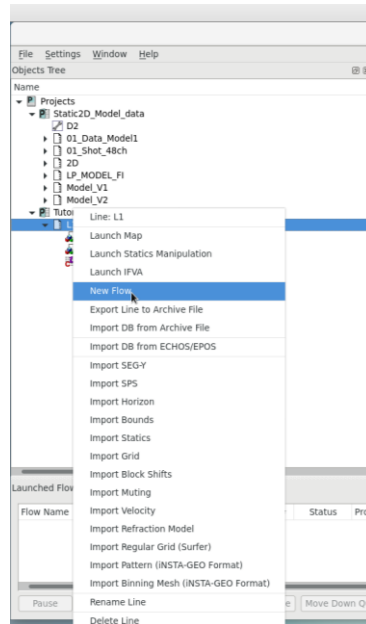 File Settings Window Help
Objects Tree
Name
Projects
Static2D_Model_data
D2
01_Data_Model1
01_Shot_48ch
2D
LP_MODEL_FI
Model_V1
Model_V2
Tutor
Line: L1
Launch Map
Launch Statics Manipulation
Launch IFVA
New Flow
Export Line to Archive File
Import DB from Archive File
Import DB from ECHOS/EPOS
Import SEG-Y
Import SPS
Import Horizon
Import Bounds
Import Statics
Import Grid
Import Block Shifts
Import Muting
Import Velocity
Import Refraction Model
Import Regular Grid (Surfer)
Import Pattern (iNSTA-GEO Format)
Import Binning Mesh (iNSTA-GEO Format)
Rename Line
Delete Line
Launched Flow
Flow Name Status Pro
Pause Move Down Q